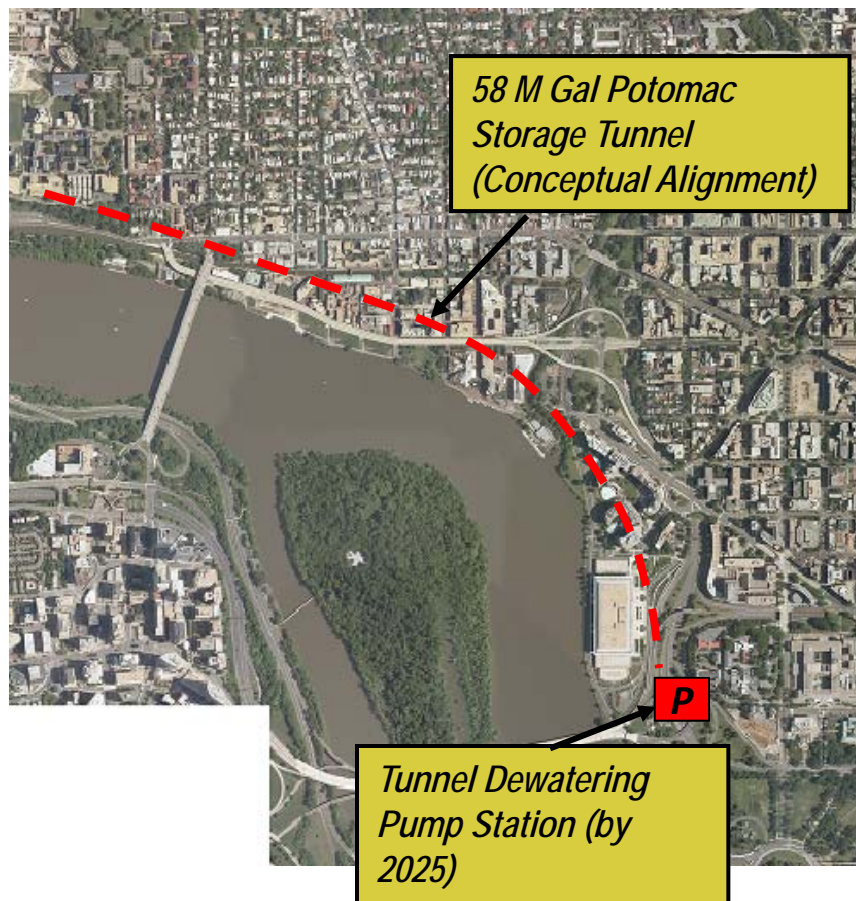 58 M Gal Potomac
Storage Tunnel
(Conceptual Alignment)
P
Tunnel Dewatering
Pump Station (by
2025)